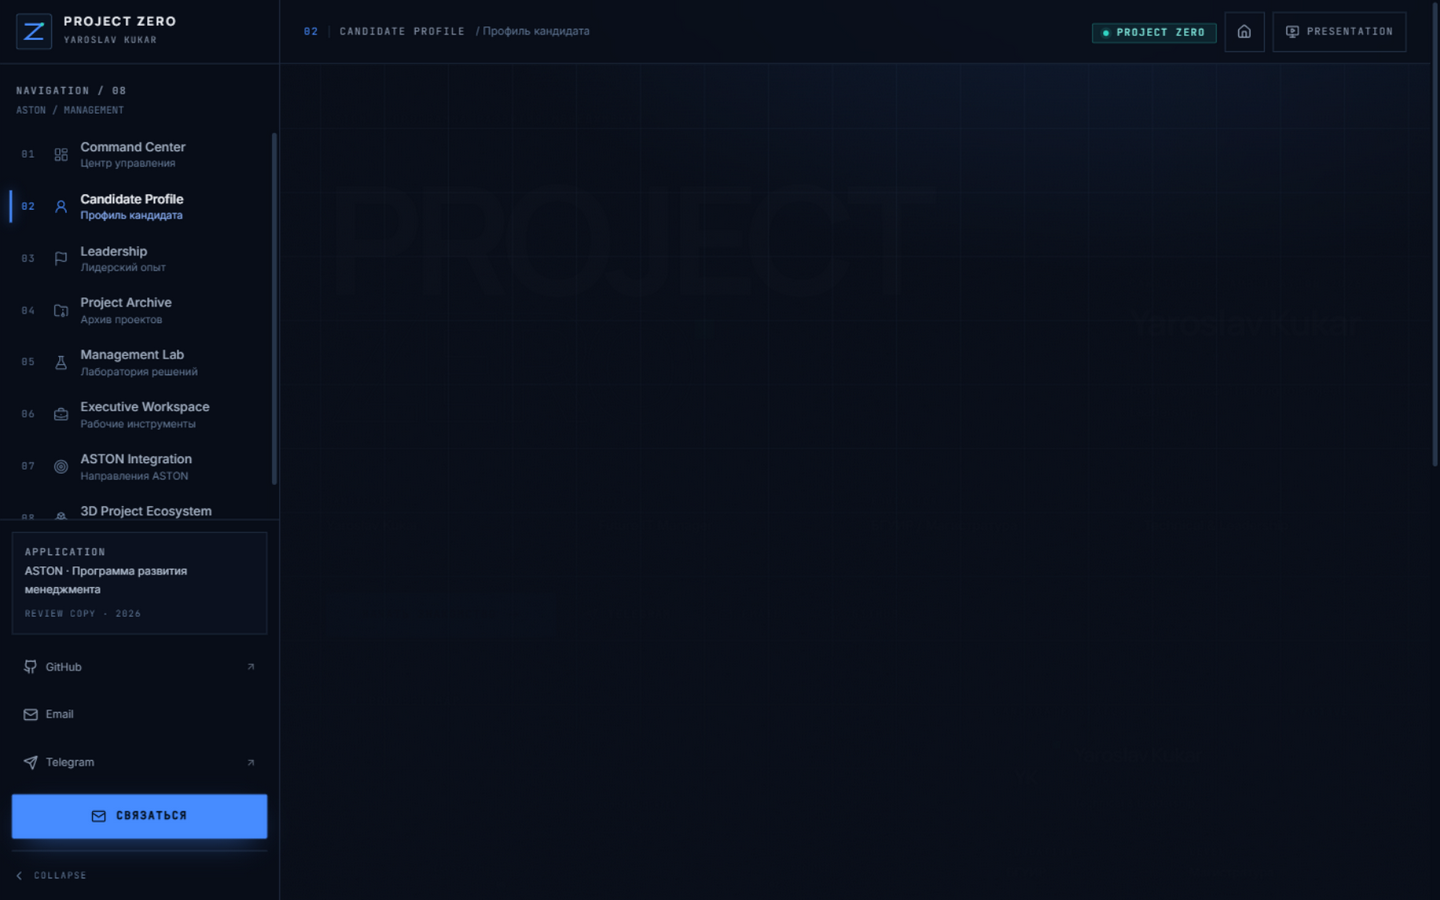 PROJECT ZERO
YAROSLAV KUKAR
NAVIGATION / 08
ASTON / MANAGEMENT
01
Command Center
Центр управления
02
Candidate Profile
Профиль кандидата
03
Leadership
Лидерский опыт
04
Project Archive
Архив проектов
05
Management Lab
Лаборатория решений
06
Executive Workspace
Рабочие инструменты
07
ASTON Integration
Направления ASTON
08
3D Project Ecosystem
APPLICATION
ASTON · Программа развития
менеджмента
REVIEW COPY · 2026
GitHub
Email
Telegram
СВЯЗАТЬСЯ
COLLAPSE
02 CANDIDATE PROFILE / Профиль кандидата
PROJECT ZERO
PRESENTATION
PROJECT
Yaroslav Kukar